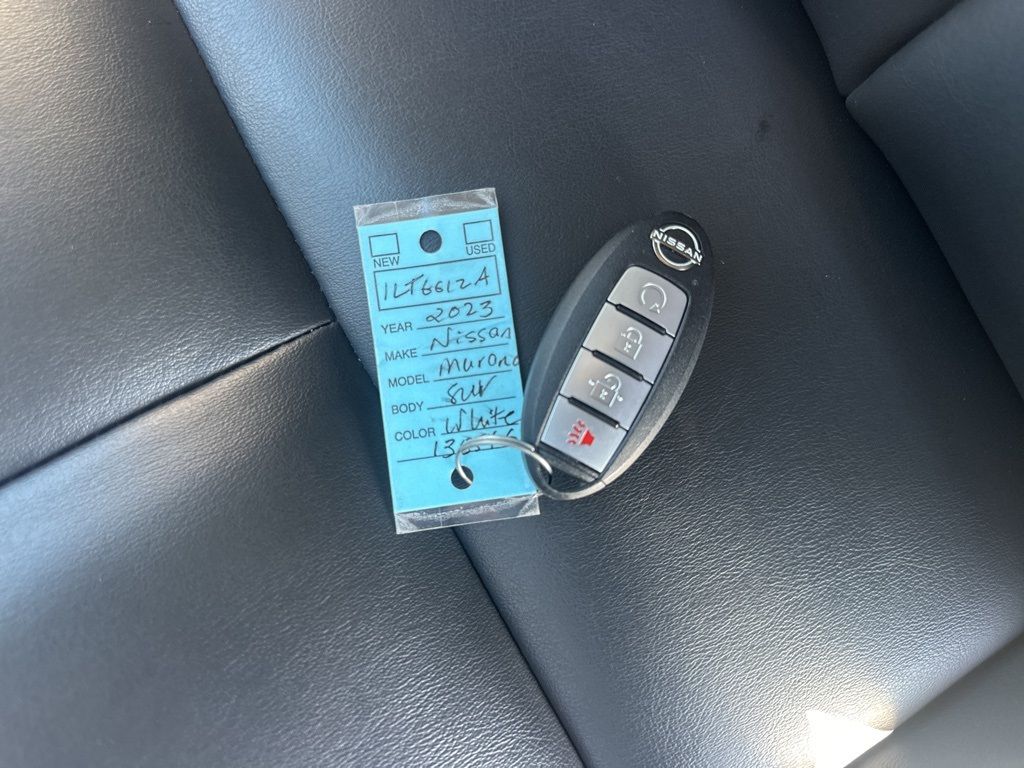 NEW USED
1LT6612A
YEAR 2023
MAKE Nissan
MODEL Murano
BODY SUV
COLOR White
NISSAN